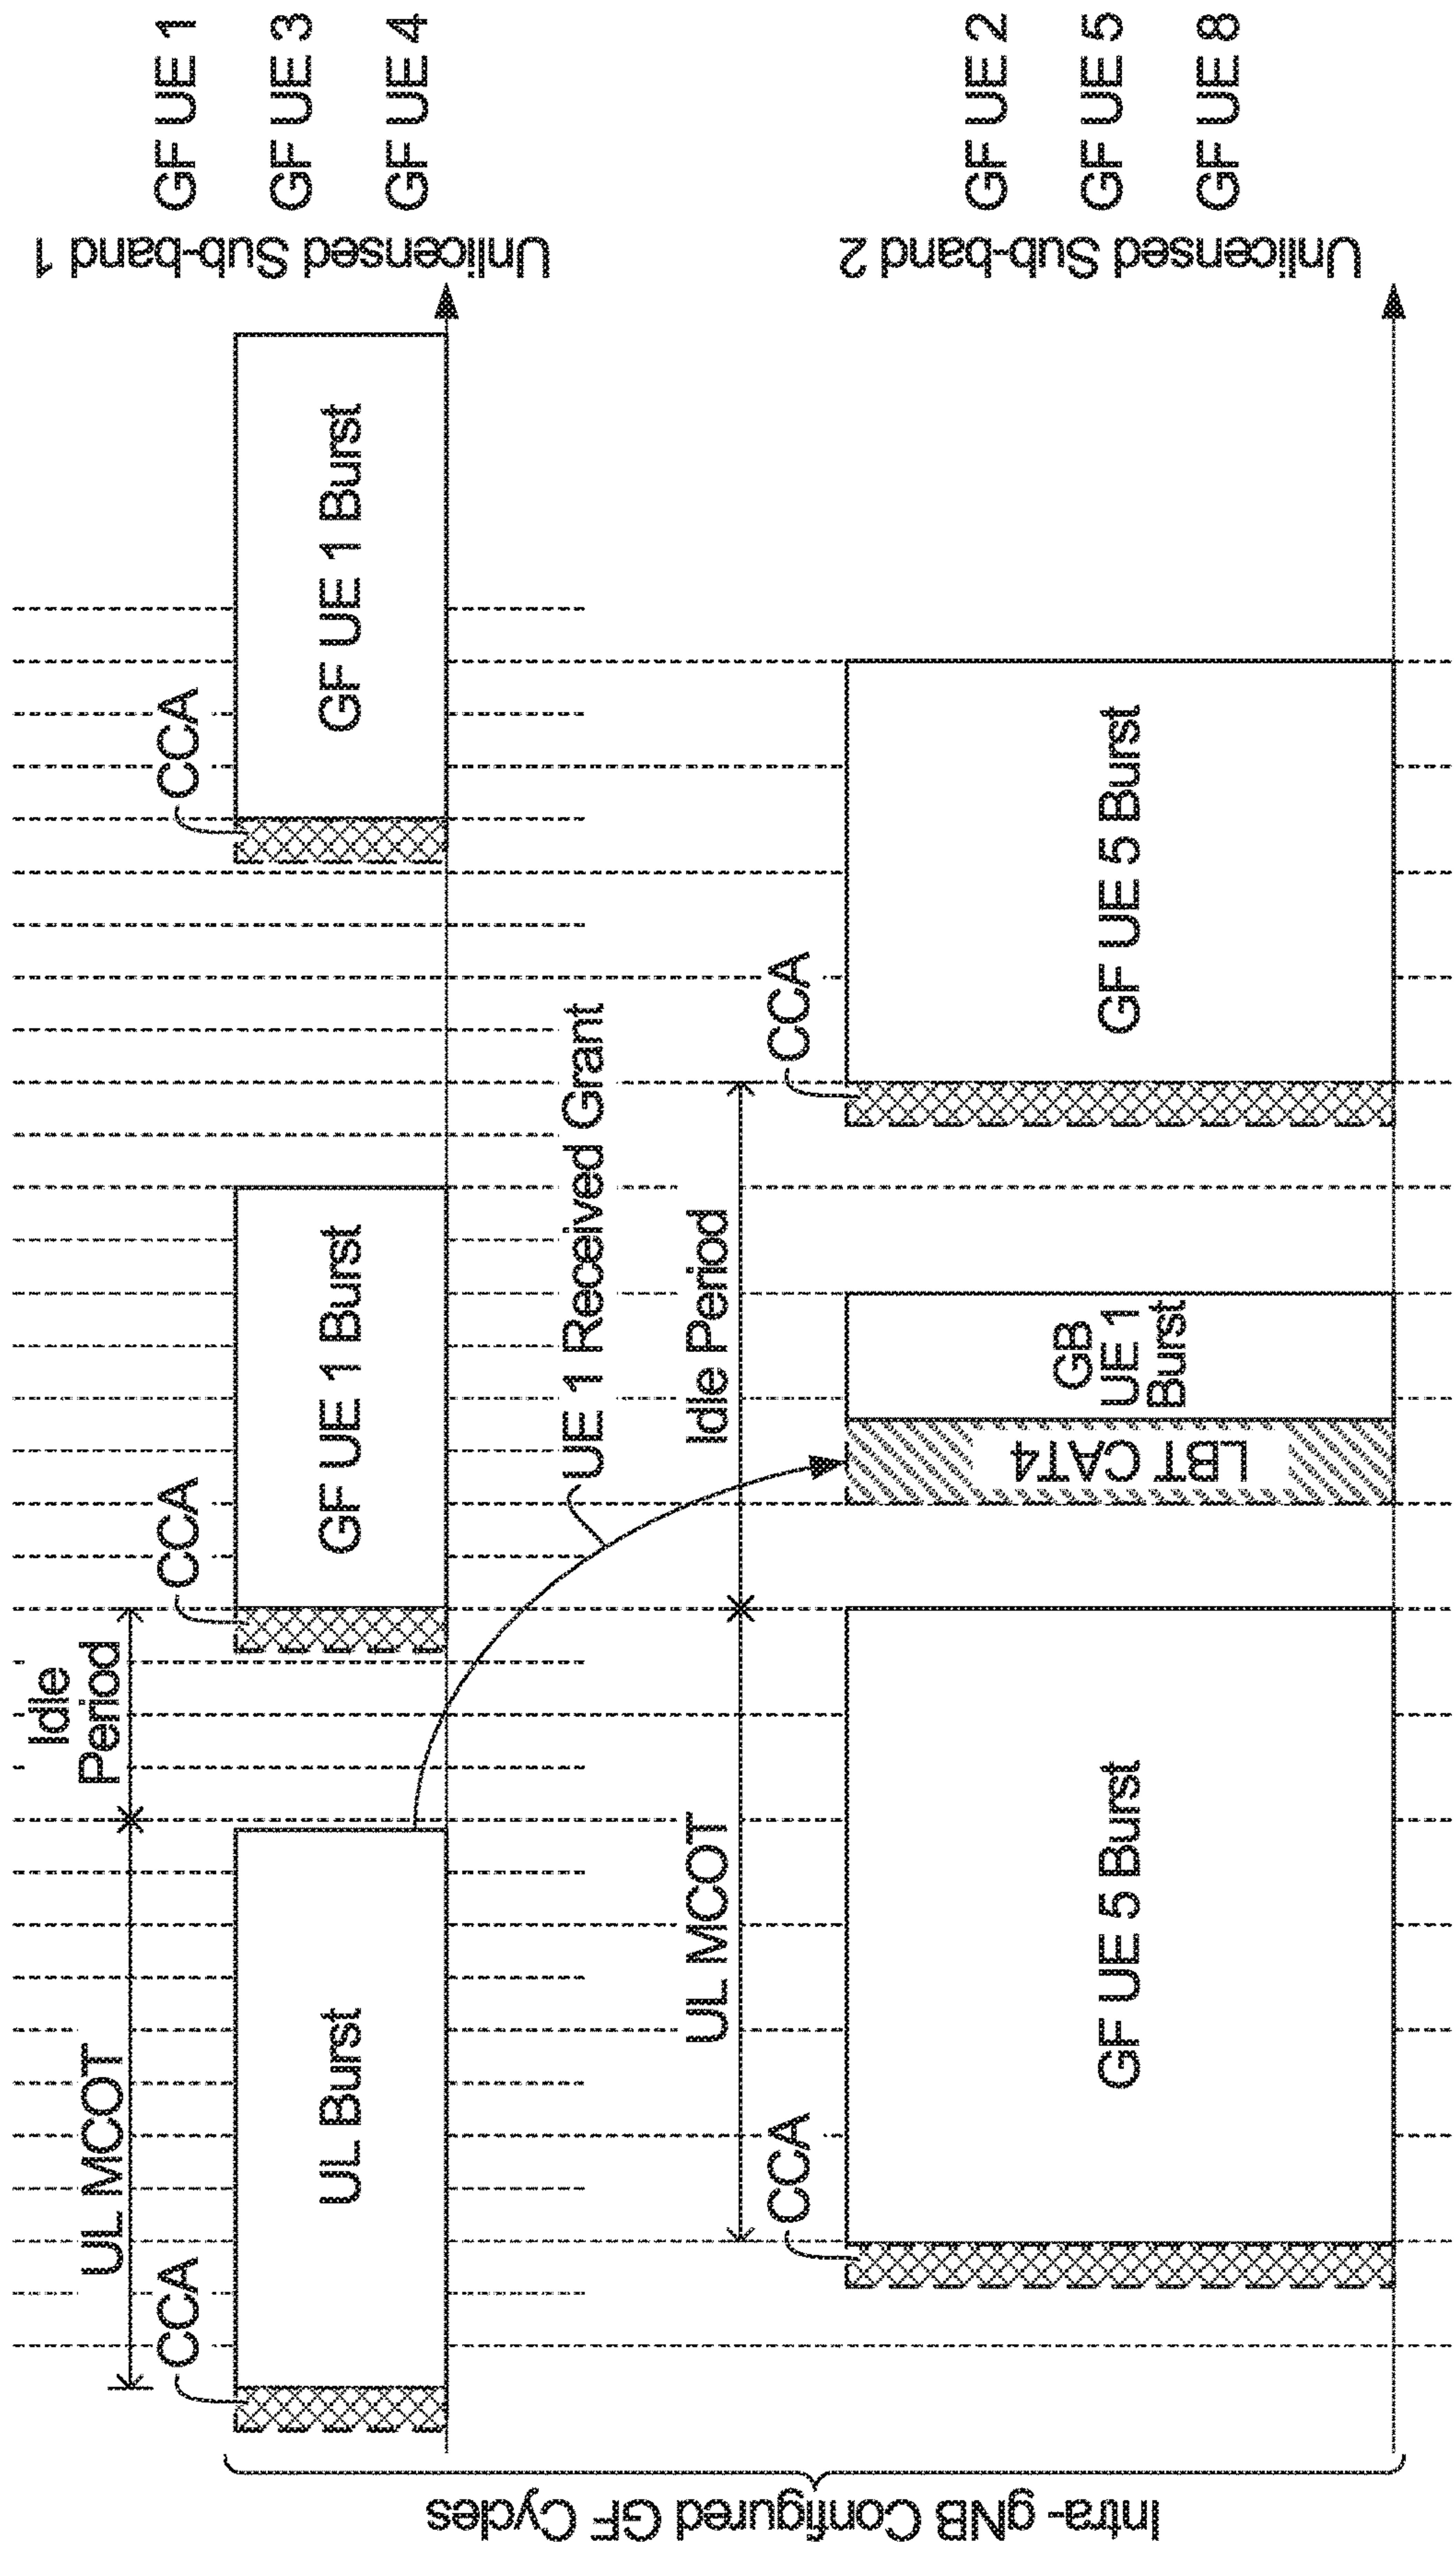 Intra- gNB Configured GF Cycles
Idle
Period
UL MCOT
CCA
CCA
CCA
UL Burst
GF UE 1 Burst
GF UE 1 Burst
Unlicensed Sub-band 1
GF UE 1
GF UE 3
GF UE 4
UE 1 Received Grant
UL MCOT
Idle Period
CCA
CCA
GF UE 5 Burst
LBT CAT4
GB
UE 1
Burst
GF UE 5 Burst
Unlicensed Sub-band 2
GF UE 2
GF UE 5
GF UE 8